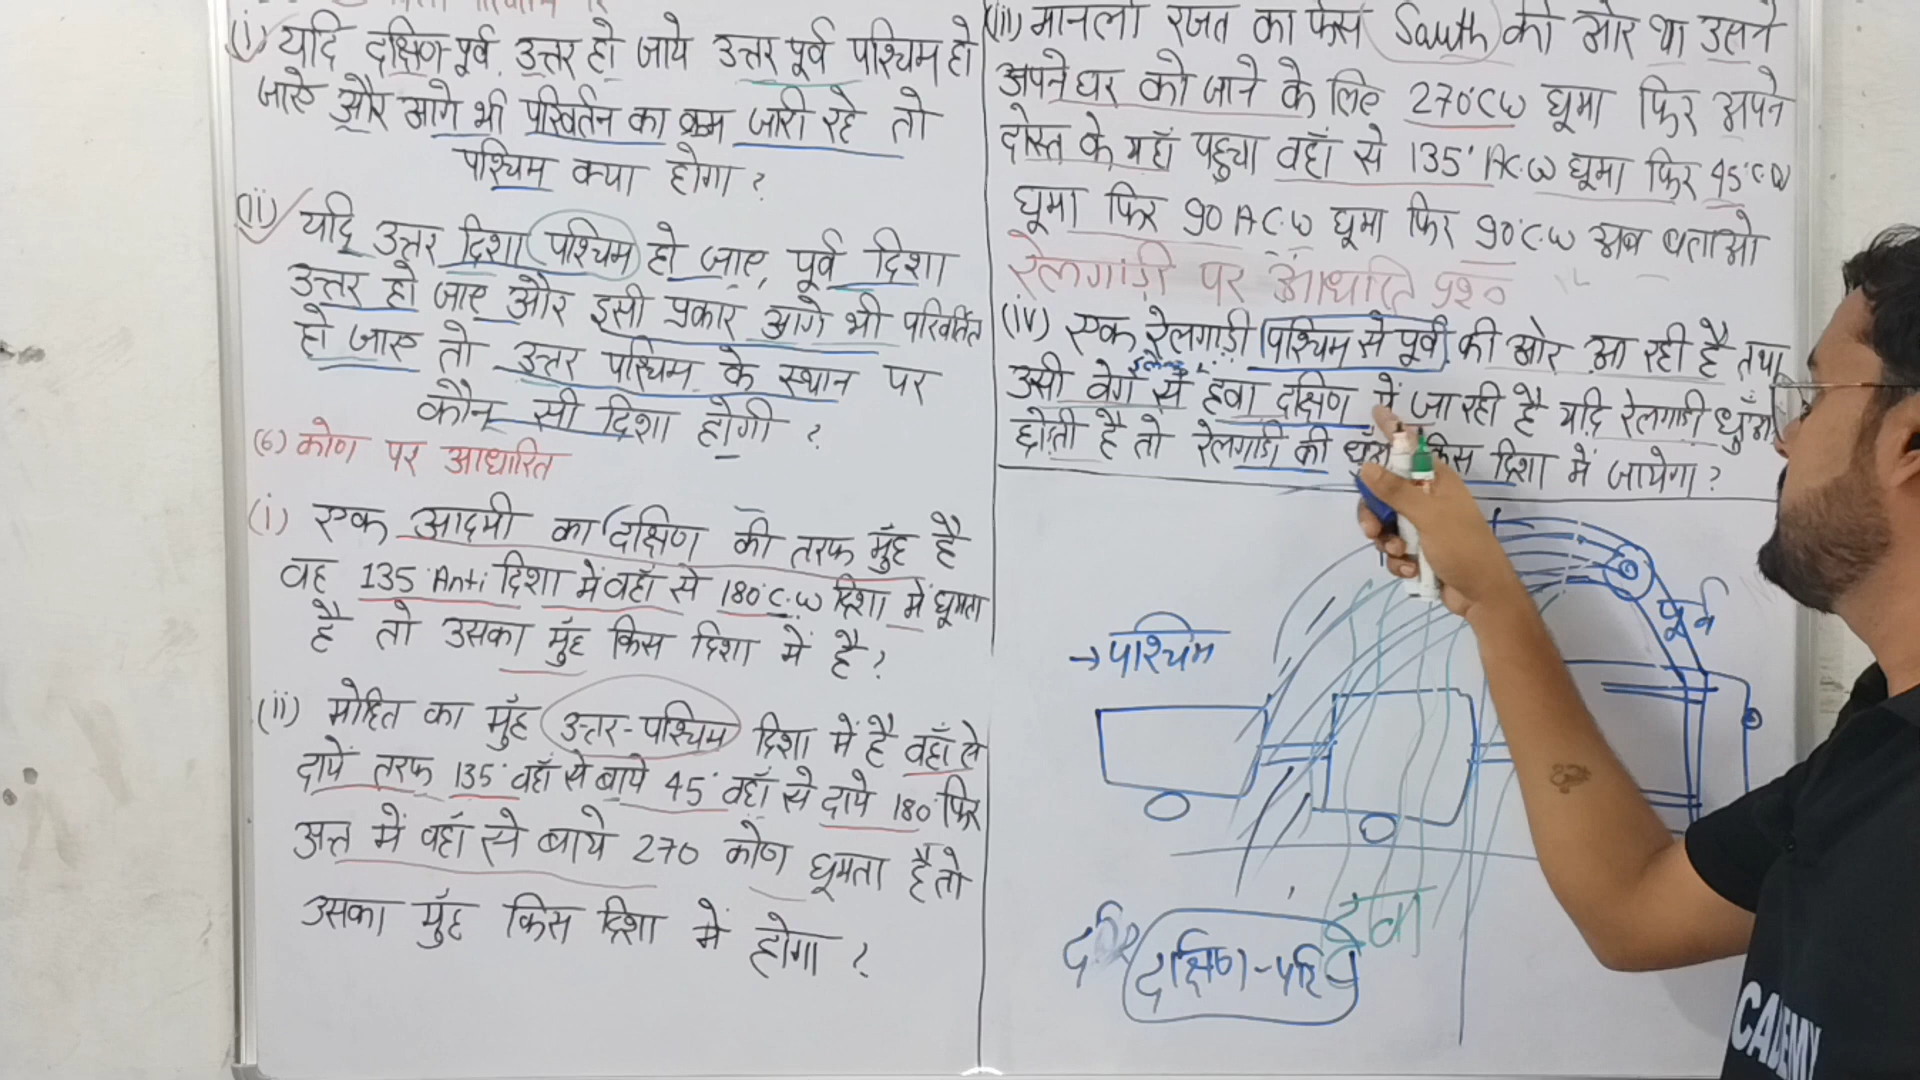 (i) यदि दक्षिण-पूर्व, उत्तर हो जाये उत्तर पूर्व पश्चिम हो
जाऐ और आगे भी परिवर्तन का क्रम जारी रहे तो
पश्चिम क्या होगा ?
(ii) यदि उत्तर दिशा पश्चिम हो जाए, पूर्व दिशा
उत्तर हो जाए और इसी प्रकार आगे भी परिवर्तित
हो जाए तो उत्तर पश्चिम के स्थान पर
कौन सी दिशा होगी ?
(6) कोण पर आधारित
(i) एक आदमी का दक्षिण की तरफ मुँह है
वह 135° Anti दिशा में वहाँ से 180° C.W दिशा में घूमता
है तो उसका मुँह किस दिशा में है ?
(ii) मोहित का मुँह उत्तर-पश्चिम दिशा में है वहाँ से
दायें तरफ 135° वहाँ से बाये 45° वहाँ से दाये 180° फिर
अन्त में वहाँ से बाये 270 कोण घूमता है तो
उसका मुँह किस दिशा में होगा ?
(iii) मानलो रजत का फेस South की ओर था उसने
अपने घर को जाने के लिए 270°CW घूमा फिर अपने
दोस्त के यहाँ पहुचा वहाँ से 135° A.C.W घूमा फिर 45° C.W
घूमा फिर 90 A.C.W घूमा फिर 90°C.W अब बताओ
रेलगाड़ी पर आधारित प्रश्न
(iv) एक रेलगाड़ी पश्चिम से पूर्व की ओर आ रही है तथा
उसी वेग से हवा दक्षिण में जा रही है यदि रेलगाडी धुँआ
छोड़ती है तो रेलगाडी की धुँआ किस दिशा में जायेगा ?
पूर्व
→पश्चिम
हवा
दक्षिण-पश्चि
CADEMY